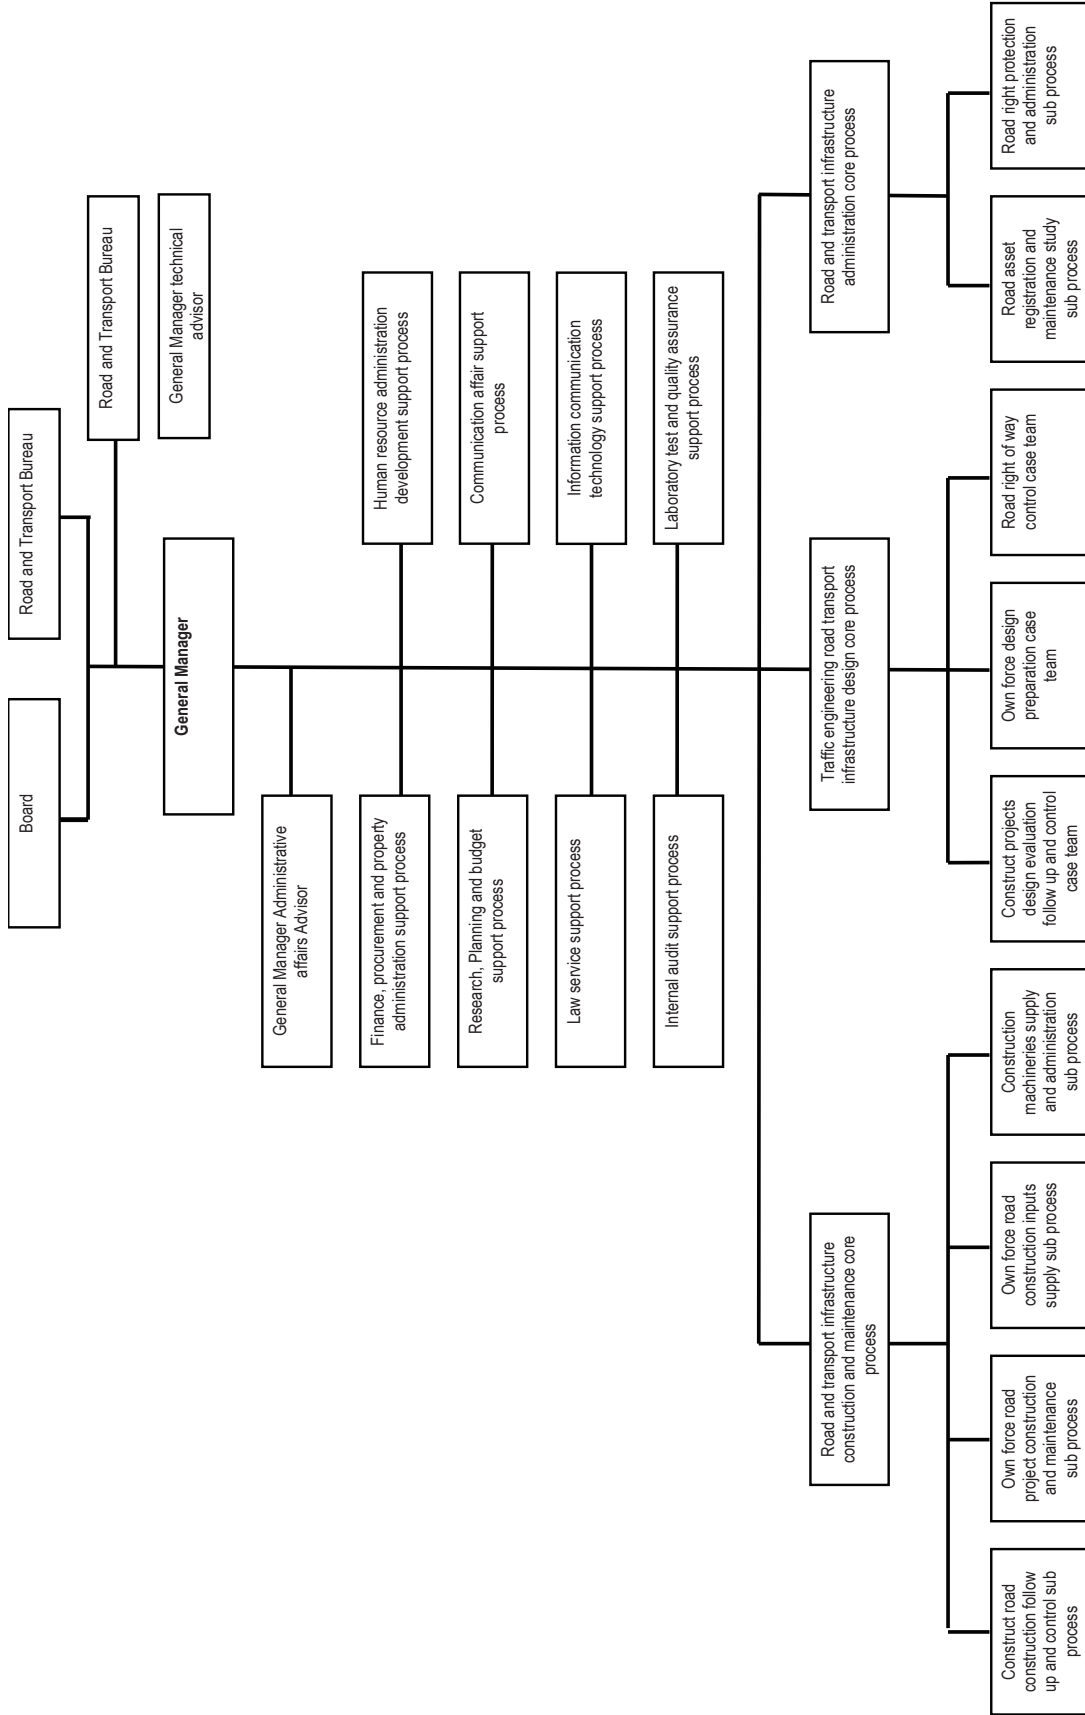 Board
Road and Transport Bureau
Road and Transport Bureau
General Manager technical
advisor
General Manager
General Manager Administrative
affairs Advisor
Finance, procurement and property
administration support process
Human resource administration
development support process
Research, Planning and budget
support process
Communication affair support
process
Law service support process
Information communication
technology support process
Internal audit support process
Laboratory test and quality assurance
support process
Road and transport infrastructure
construction and maintenance core
process
Traffic engineering road transport
infrastructure design core process
Road and transport infrastructure
administration core process
Construct road
construction follow
up and control sub
process
Own force road
project construction
and maintenance
sub process
Own force road
construction inputs
supply sub process
Construction
machineries supply
and administration
sub process
Construct projects
design evaluation
follow up and control
case team
Own force design
preparation case
team
Road right of way
control case team
Road asset
registration and
maintenance study
sub process
Road right protection
and administration
sub process